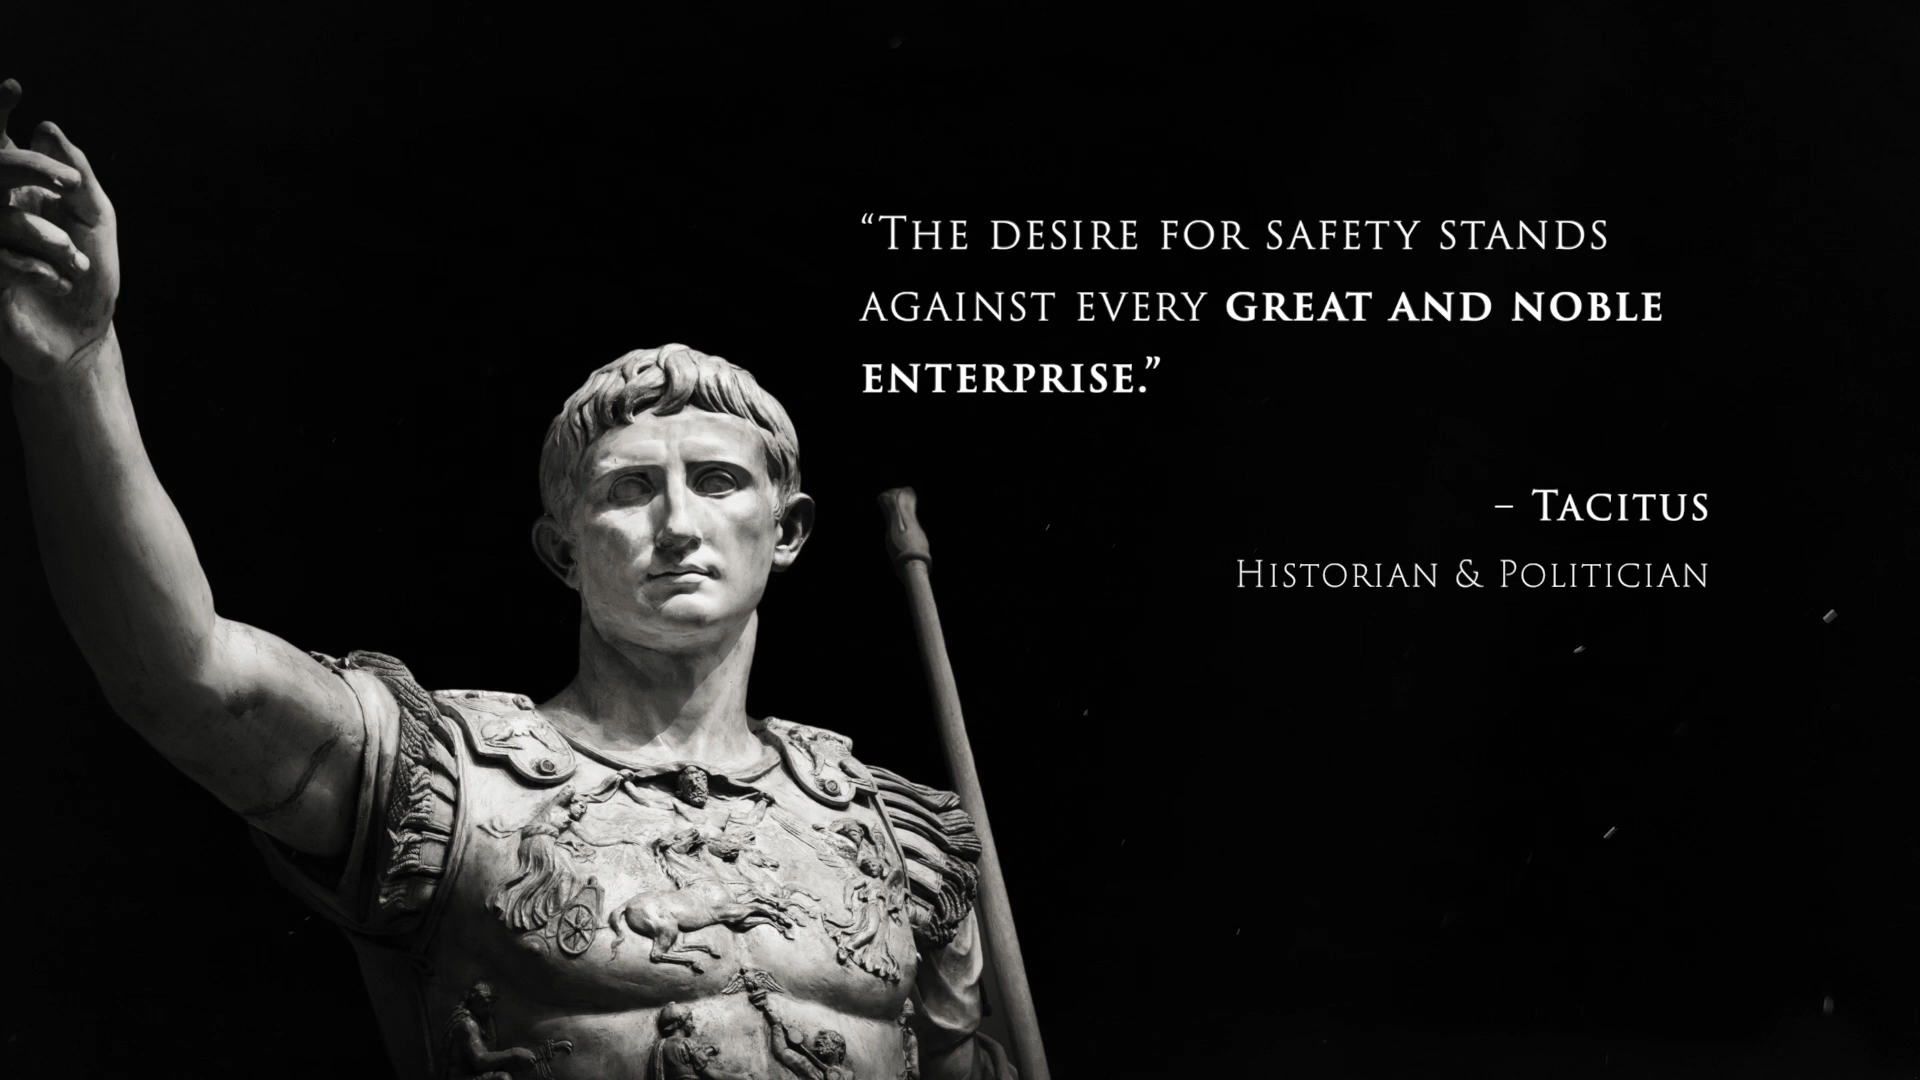 “The desire for safety stands
against every great and noble
enterprise.”
– Tacitus
Historian & Politician